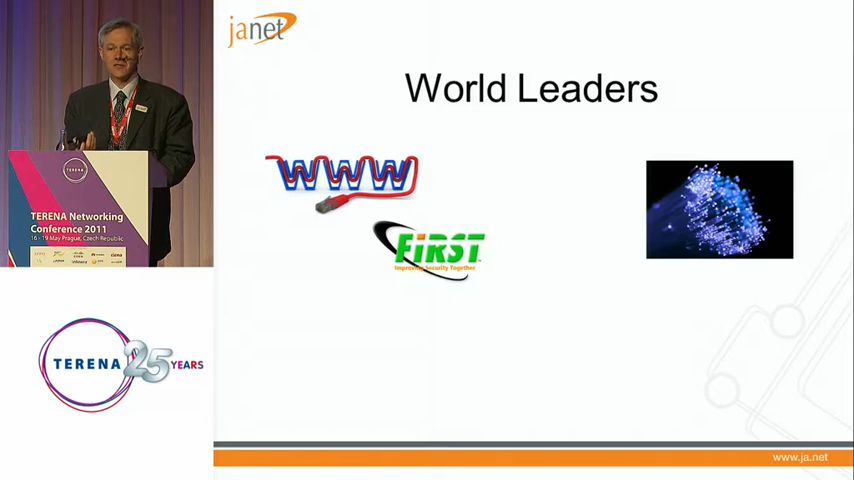 janet
World Leaders
www
FiRST
Improving Security Together
TERENA
TERENA Networking
Conference 2011
16 - 19 May Prague, Czech Republic
TERENA 25 YEARS
www.ja.net